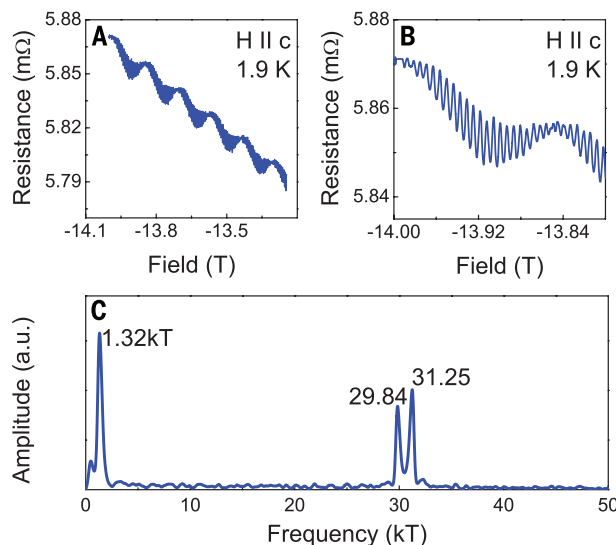 A
H II c
1.9 K
5.88
5.85
5.82
5.79
Resistance (mΩ)
-14.1
-13.8
-13.5
Field (T)
B
H II c
1.9 K
5.88
5.86
5.84
Resistance (mΩ)
-14.00
-13.92
-13.84
Field (T)
C
1.32kT
29.84
31.25
Amplitude (a.u.)
0
10
20
30
40
50
Frequency (kT)